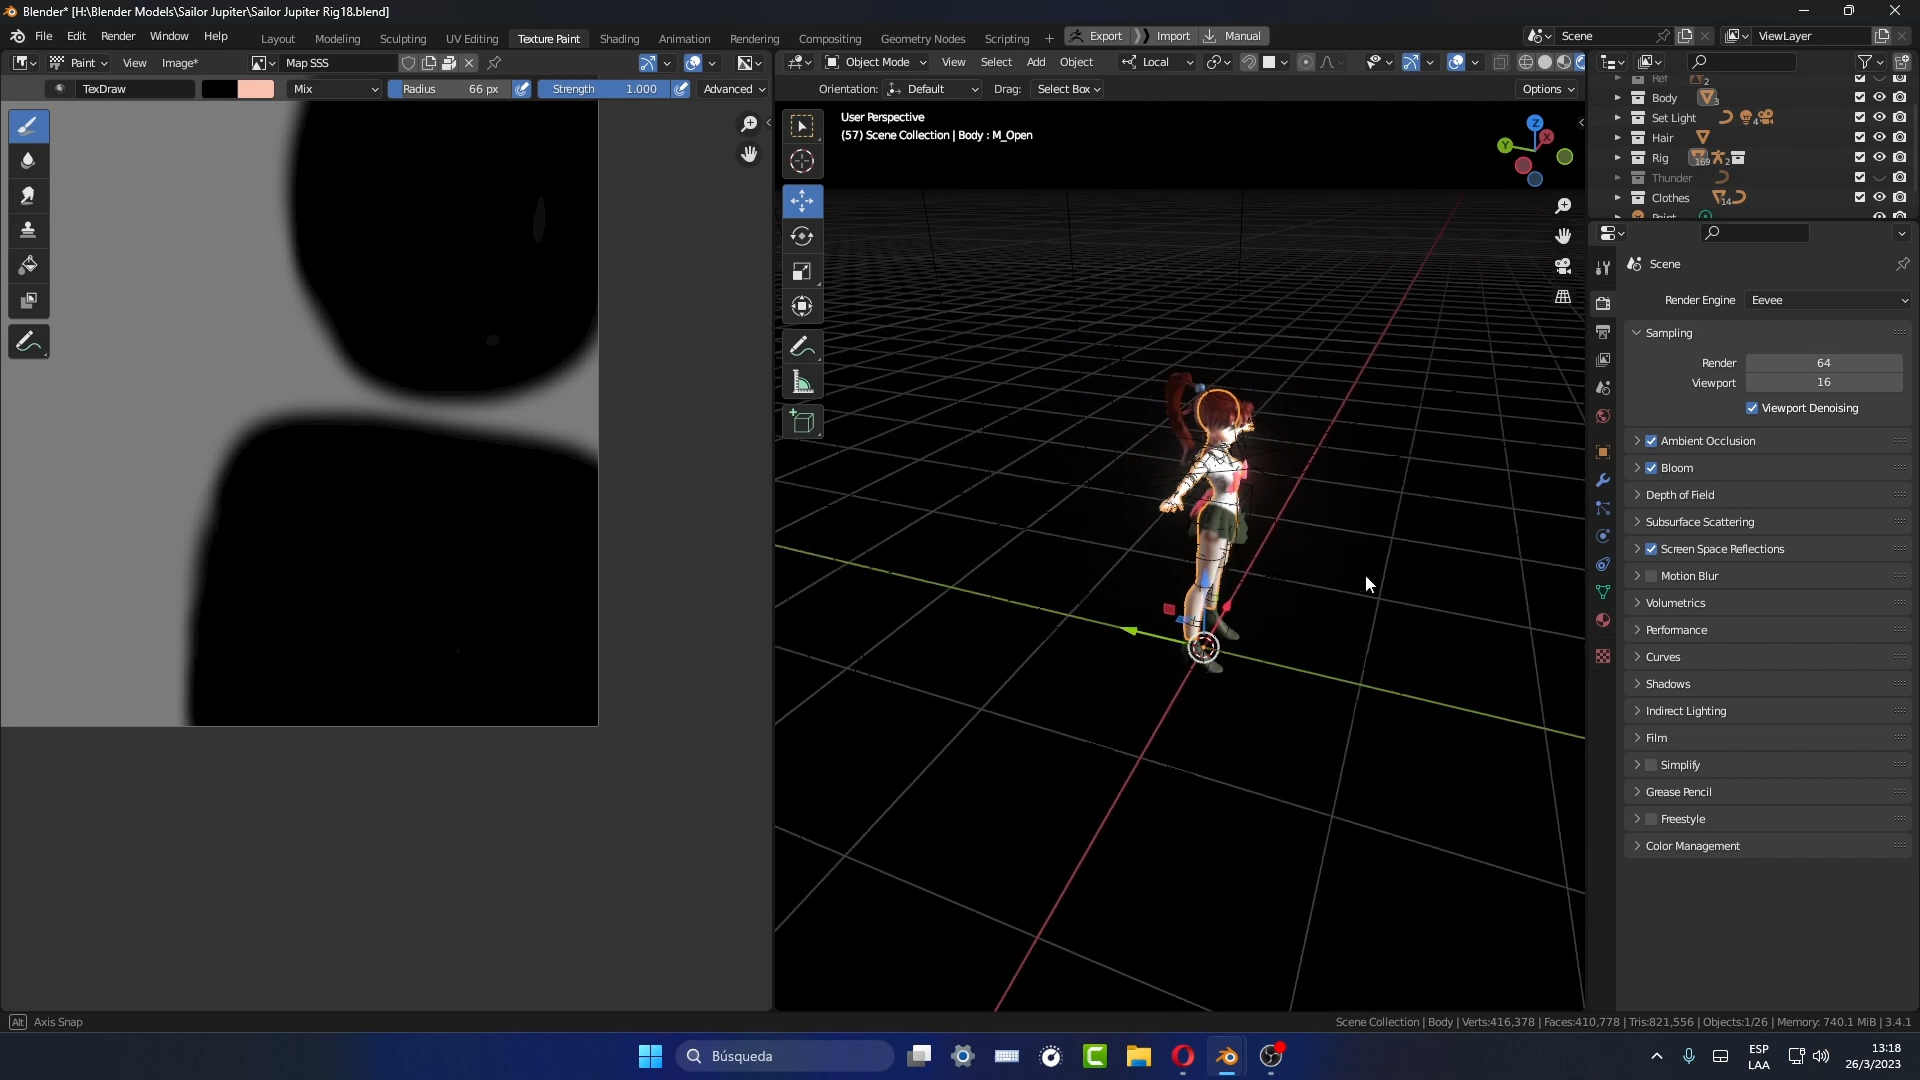 Blender* [H:\Blender Models\Sailor Jupiter\Sailor Jupiter Rig18.blend]
File Edit Render Window Help Layout Modeling Sculpting UV Editing Texture Paint Shading Animation Rendering Compositing Geometry Nodes Scripting + Export Import Manual Scene ViewLayer
Paint View Image* Map SSS Object Mode View Select Add Object Local
TexDraw Mix Radius 66 px Strength 1.000 Advanced Orientation: Default Drag: Select Box Options
User Perspective
(57) Scene Collection | Body : M_Open
Z
X
Y
Ref 2
Body 3
Set Light 4
Hair
Rig 169 2
Thunder
Clothes 14
Paint
Scene
Render Engine Eevee
Sampling
Render 64
Viewport 16
Viewport Denoising
Ambient Occlusion
Bloom
Depth of Field
Subsurface Scattering
Screen Space Reflections
Motion Blur
Volumetrics
Performance
Curves
Shadows
Indirect Lighting
Film
Simplify
Grease Pencil
Freestyle
Color Management
Alt Axis Snap
Scene Collection | Body | Verts:416,378 | Faces:410,778 | Tris:821,556 | Objects:1/26 | Memory: 740.1 MiB | 3.4.1
Búsqueda
ESP
LAA
13:18
26/3/2023